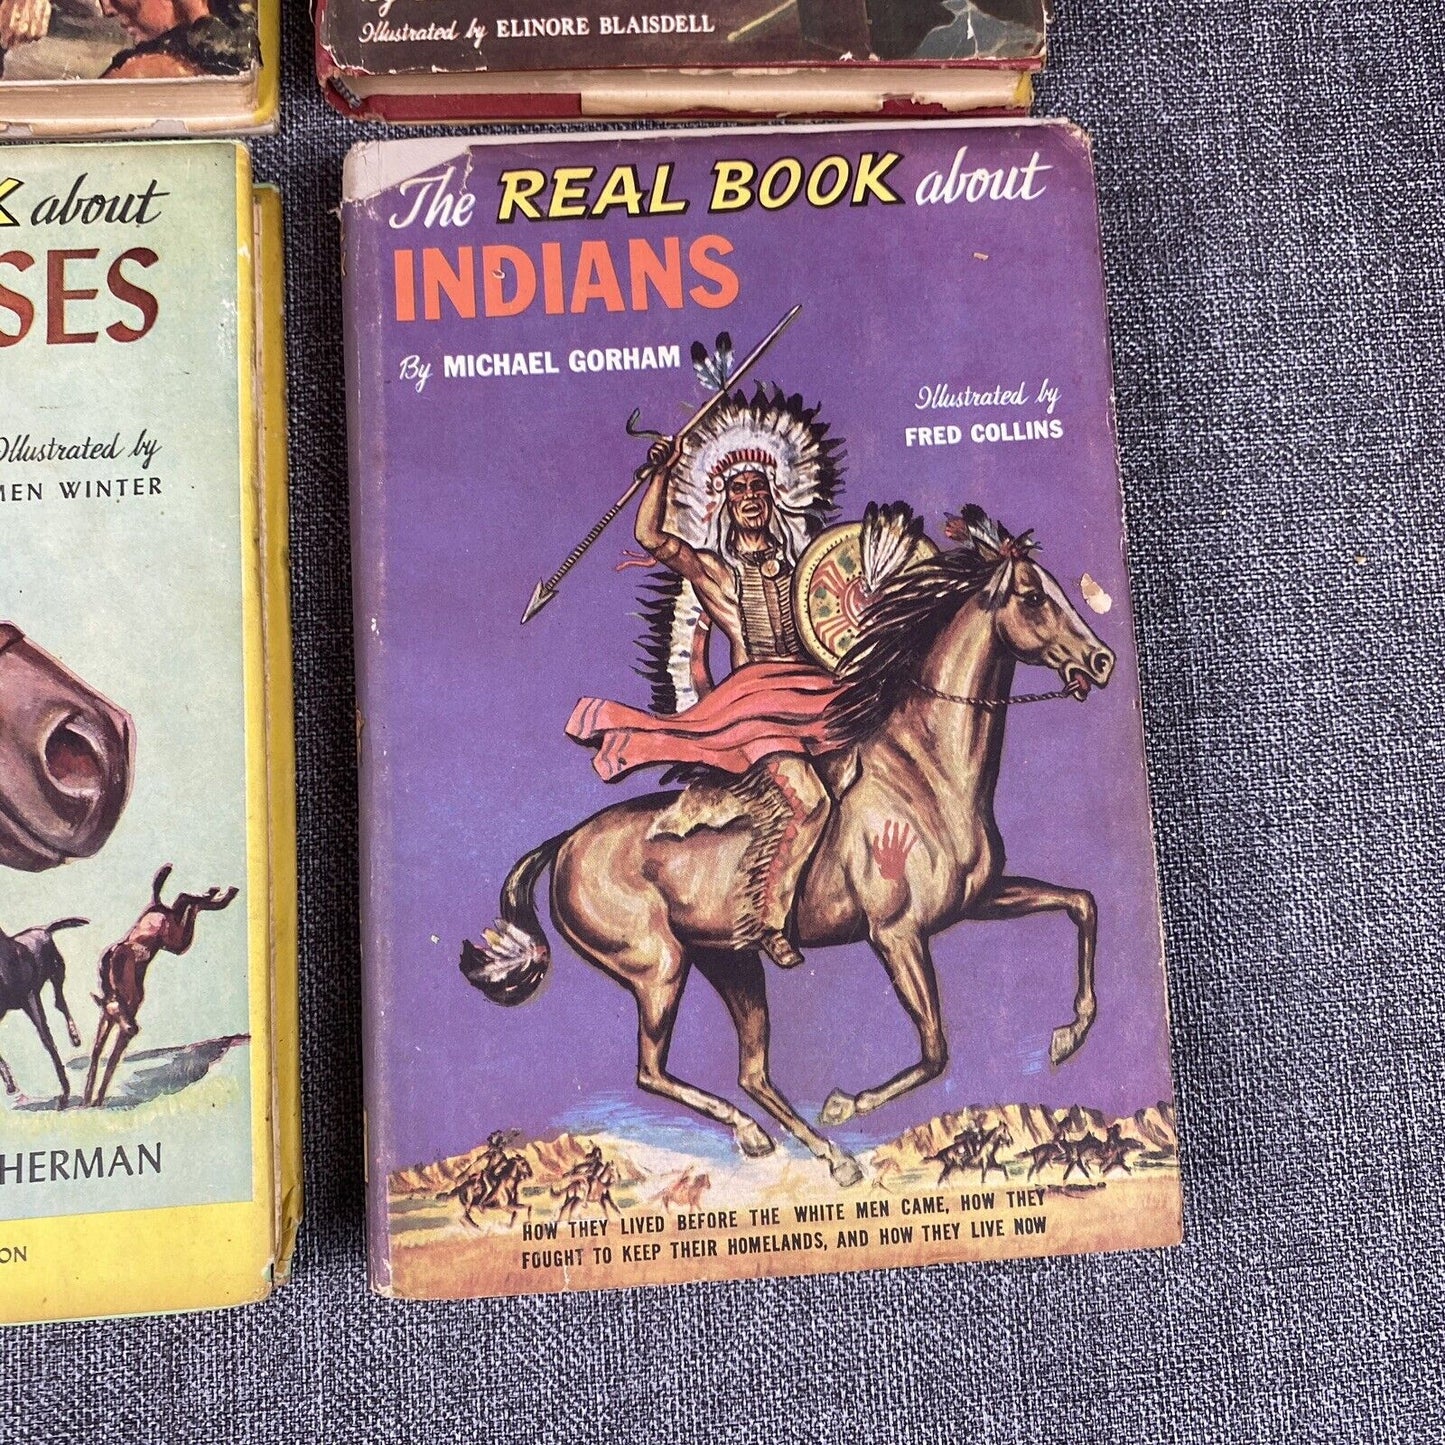 Illustrated by ELINORE BLAISDELL
about
SES
Illustrated by
MEN WINTER
HERMAN
ON
The REAL BOOK about
INDIANS
By MICHAEL GORHAM
Illustrated by
FRED COLLINS
HOW THEY LIVED BEFORE THE WHITE MEN CAME, HOW THEY
FOUGHT TO KEEP THEIR HOMELANDS, AND HOW THEY LIVE NOW